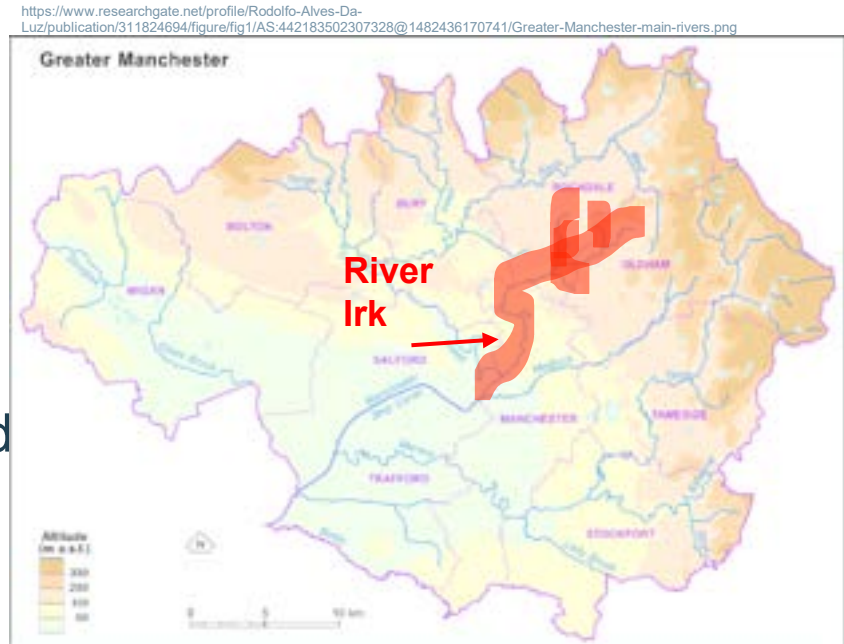 https://www.researchgate.net/profile/Rodolfo-Alves-Da-
Luz/publication/311824694/figure/fig1/AS:442183502307328@1482436170741/Greater-Manchester-main-rivers.png
Greater Manchester
ROCHDALE
BURY
BOLTON
OLDHAM
River
Irk
WIGAN
SALFORD
d
MANCHESTER
TAMESIDE
TRAFFORD
STOCKPORT
Altitude
(m a.s.l.)
300
200
100
50
N
0 5 10 km